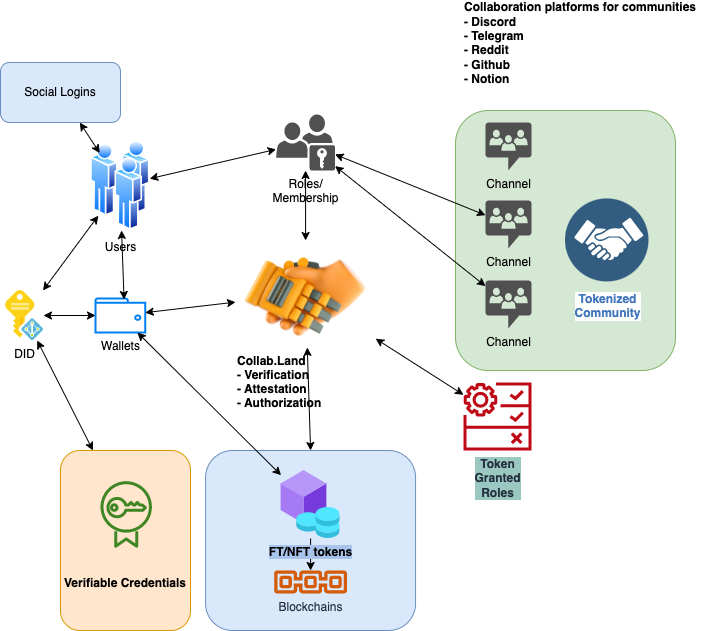 Collaboration platforms for communities
- Discord
- Telegram
- Reddit
- Github
- Notion
Social Logins
Users
Roles/
Membership
Channel
Channel
Channel
Tokenized
Community
DID
Wallets
Collab.Land
- Verification
- Attestation
- Authorization
Token
Granted
Roles
Verifiable Credentials
FT/NFT tokens
Blockchains